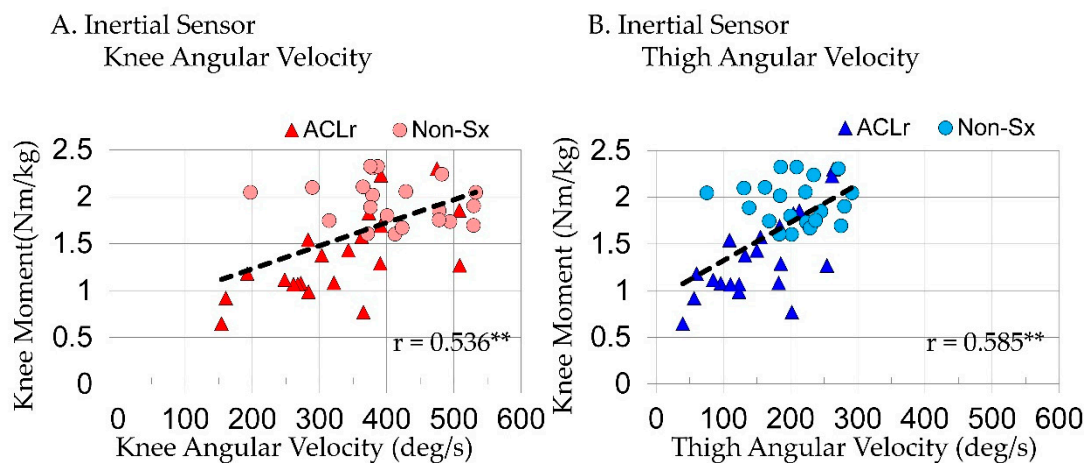 A. Inertial Sensor
Knee Angular Velocity
ACLr Non-Sx
Knee Moment(Nm/kg)
2.5
2
1.5
1
0.5
0
r = 0.536**
0 100 200 300 400 500 600
Knee Angular Velocity (deg/s)
B. Inertial Sensor
Thigh Angular Velocity
ACLr Non-Sx
Knee Moment (Nm/kg)
2.5
2
1.5
1
0.5
0
r = 0.585**
0 100 200 300 400 500 600
Thigh Angular Velocity (deg/s)